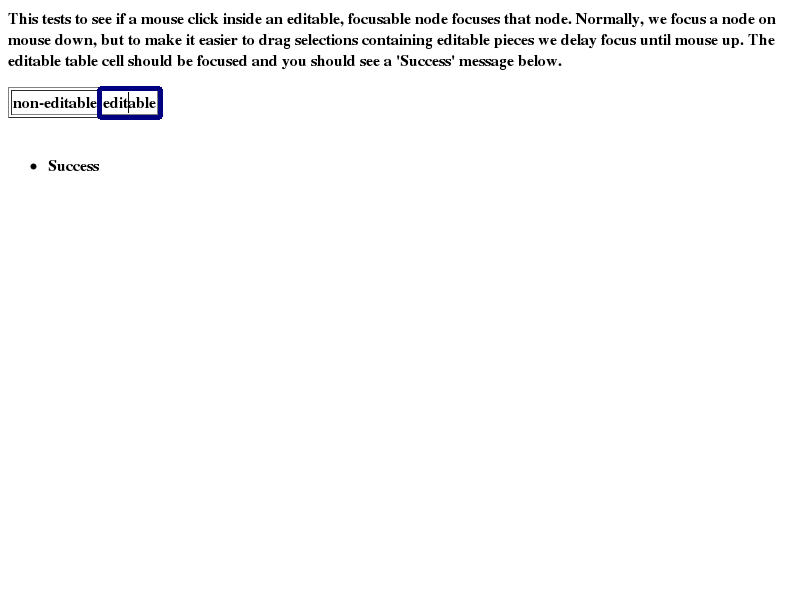 This tests to see if a mouse click inside an editable, focusable node focuses that node. Normally, we focus a node on
mouse down, but to make it easier to drag selections containing editable pieces we delay focus until mouse up. The
editable table cell should be focused and you should see a 'Success' message below.
non-editable editable
• Success